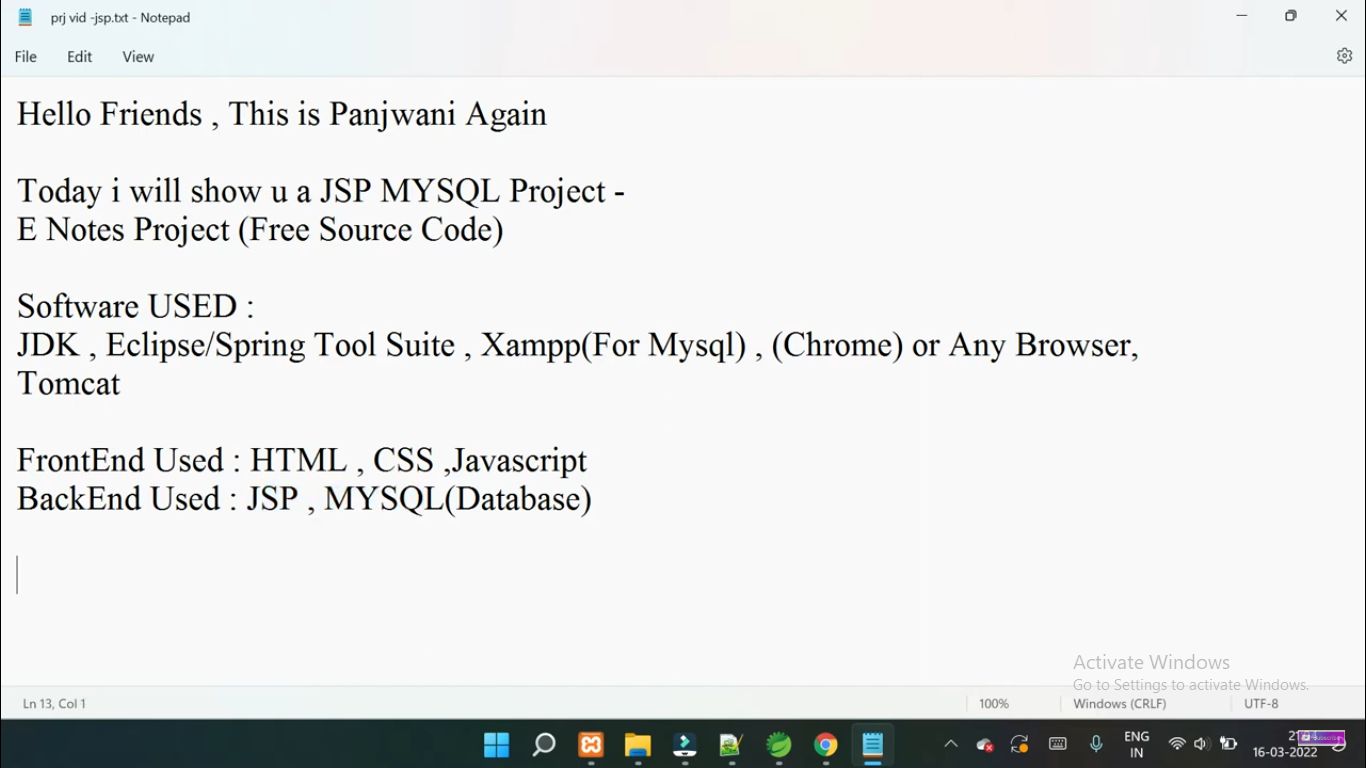 prj vid -jsp.txt - Notepad
File Edit View
Hello Friends , This is Panjwani Again
Today i will show u a JSP MYSQL Project -
E Notes Project (Free Source Code)
Software USED :
JDK , Eclipse/Spring Tool Suite , Xampp(For Mysql) , (Chrome) or Any Browser,
Tomcat
FrontEnd Used : HTML , CSS ,Javascript
BackEnd Used : JSP , MYSQL(Database)
Activate Windows
Go to Settings to activate Windows.
Ln 13, Col 1 100% Windows (CRLF) UTF-8
ENG
IN
16-03-2022